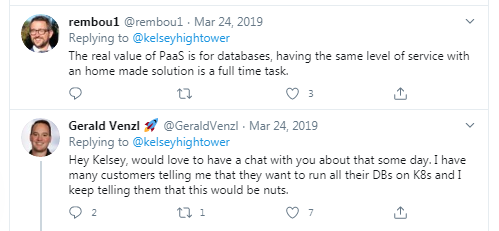 rembou1 @rembou1 · Mar 24, 2019
Replying to @kelseyhightower
The real value of PaaS is for databases, having the same level of service with
an home made solution is a full time task.
3
Gerald Venzl 🚀 @GeraldVenzl · Mar 24, 2019
Replying to @kelseyhightower
Hey Kelsey, would love to have a chat with you about that some day. I have
many customers telling me that they want to run all their DBs on K8s and I
keep telling them that this would be nuts.
2 1 7